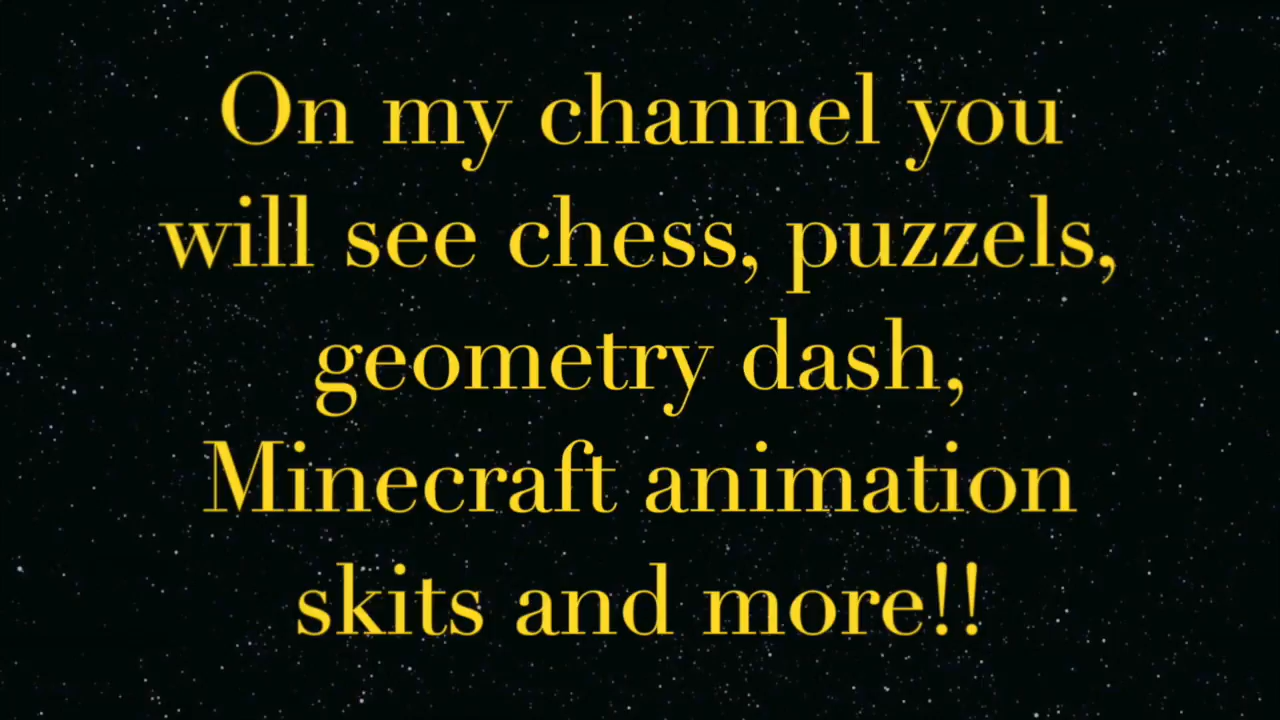 On my channel you
will see chess, puzzels,
geometry dash,
Minecraft animation
skits and more!!